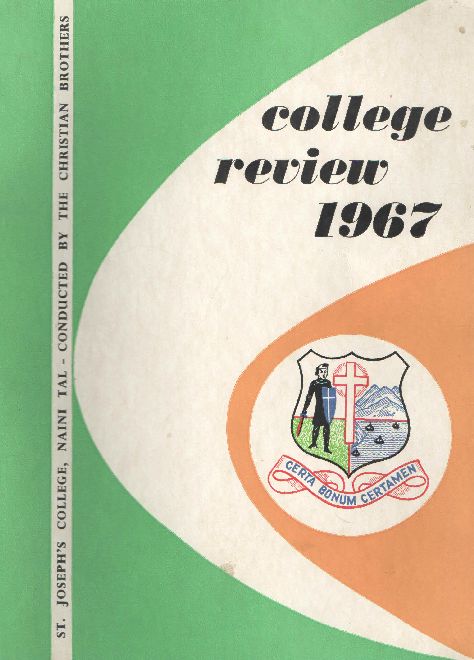 college
review
1967
ST. JOSEPH'S COLLEGE, NAINI TAL - CONDUCTED BY THE CHRISTIAN BROTHERS
CERTA BONUM CERTAMEN